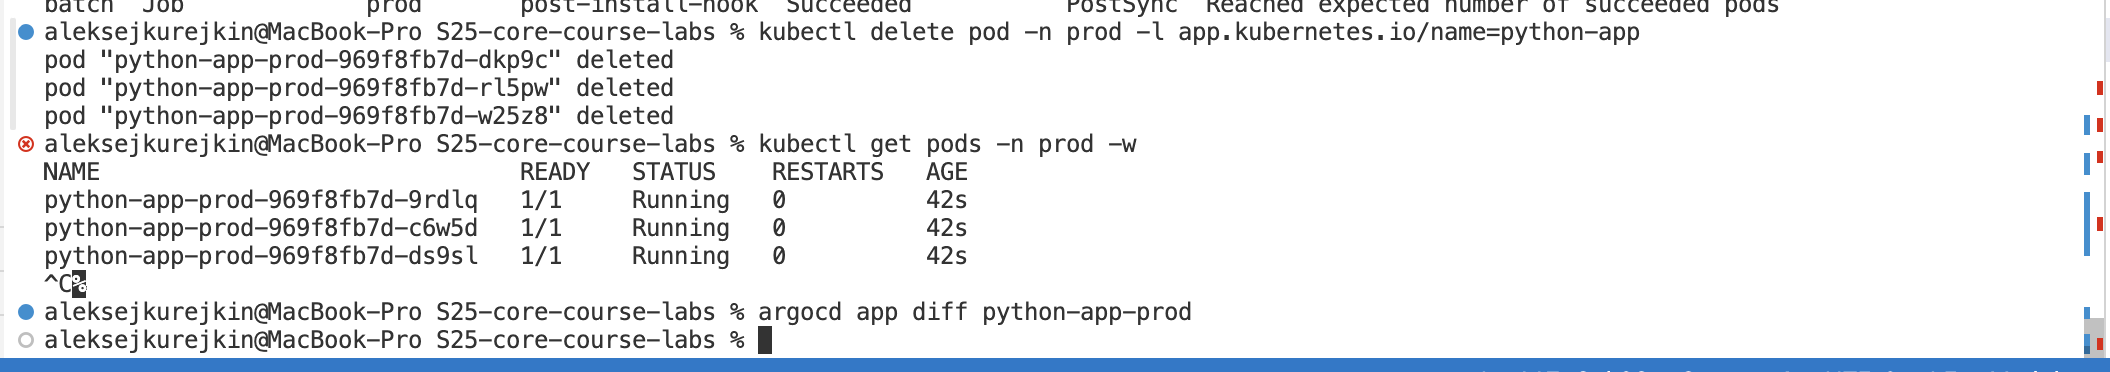 batch  Job               prod         post-install-hook  Succeeded             PostSync  Reached expected number of succeeded pods
aleksejkurejkin@MacBook-Pro S25-core-course-labs % kubectl delete pod -n prod -l app.kubernetes.io/name=python-app
pod "python-app-prod-969f8fb7d-dkp9c" deleted
pod "python-app-prod-969f8fb7d-rl5pw" deleted
pod "python-app-prod-969f8fb7d-w25z8" deleted
aleksejkurejkin@MacBook-Pro S25-core-course-labs % kubectl get pods -n prod -w
NAME                              READY   STATUS    RESTARTS   AGE
python-app-prod-969f8fb7d-9rdlq   1/1     Running   0          42s
python-app-prod-969f8fb7d-c6w5d   1/1     Running   0          42s
python-app-prod-969f8fb7d-ds9sl   1/1     Running   0          42s
^C%
aleksejkurejkin@MacBook-Pro S25-core-course-labs % argocd app diff python-app-prod
aleksejkurejkin@MacBook-Pro S25-core-course-labs %